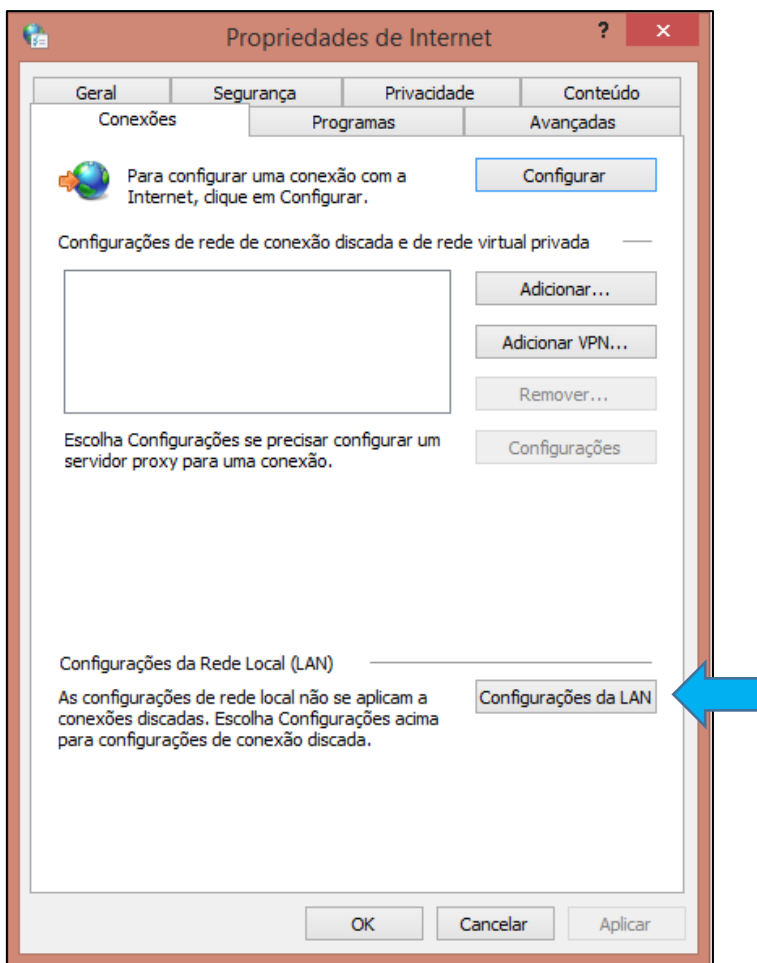 Propriedades de Internet
?
×
Geral
Segurança
Privacidade
Conteúdo
Conexões
Programas
Avançadas
Para configurar uma conexão com a
Internet, clique em Configurar.
Configurar
Configurações de rede de conexão discada e de rede virtual privada
Adicionar...
Adicionar VPN...
Remover...
Escolha Configurações se precisar configurar um
servidor proxy para uma conexão.
Configurações
Configurações da Rede Local (LAN)
As configurações de rede local não se aplicam a
conexões discadas. Escolha Configurações acima
para configurações de conexão discada.
Configurações da LAN
OK
Cancelar
Aplicar